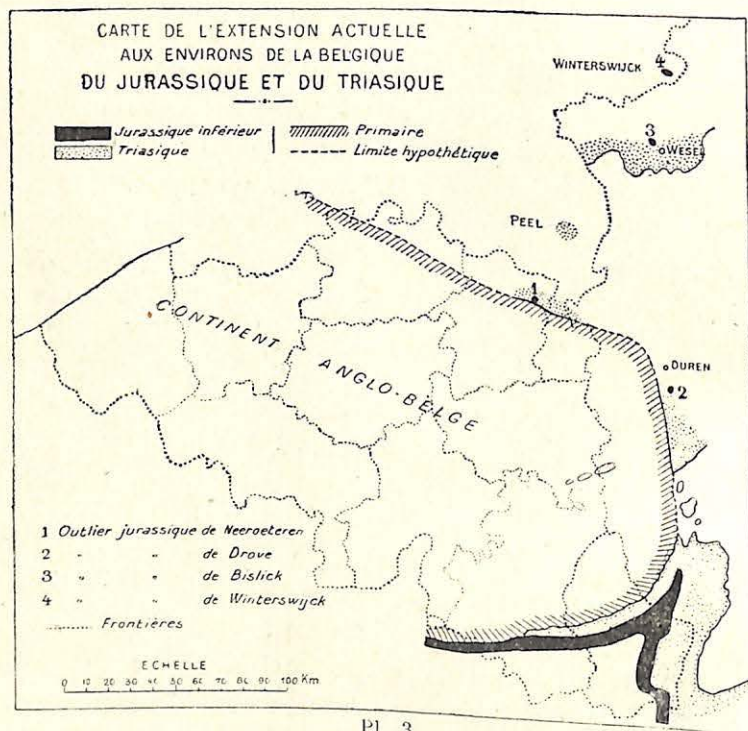 CARTE DE L'EXTENSION ACTUELLE
AUX ENVIRONS DE LA BELGIQUE
DU JURASSIQUE ET DU TRIASIQUE
Jurassique inférieur
Primaire
Triasique
Limite hypothétique
WINTERSWIJCK 4
3
WESEL
PEEL
1
DUREN
2
CONTINENT ANGLO-BELGE
1 Outlier jurassique de Neeroeteren
2 " " de Drove
3 " " de Bislick
4 " " de Winterswijck
Frontières
ECHELLE
0 10 20 30 40 50 60 70 80 90 100 Km.
Pl. 3